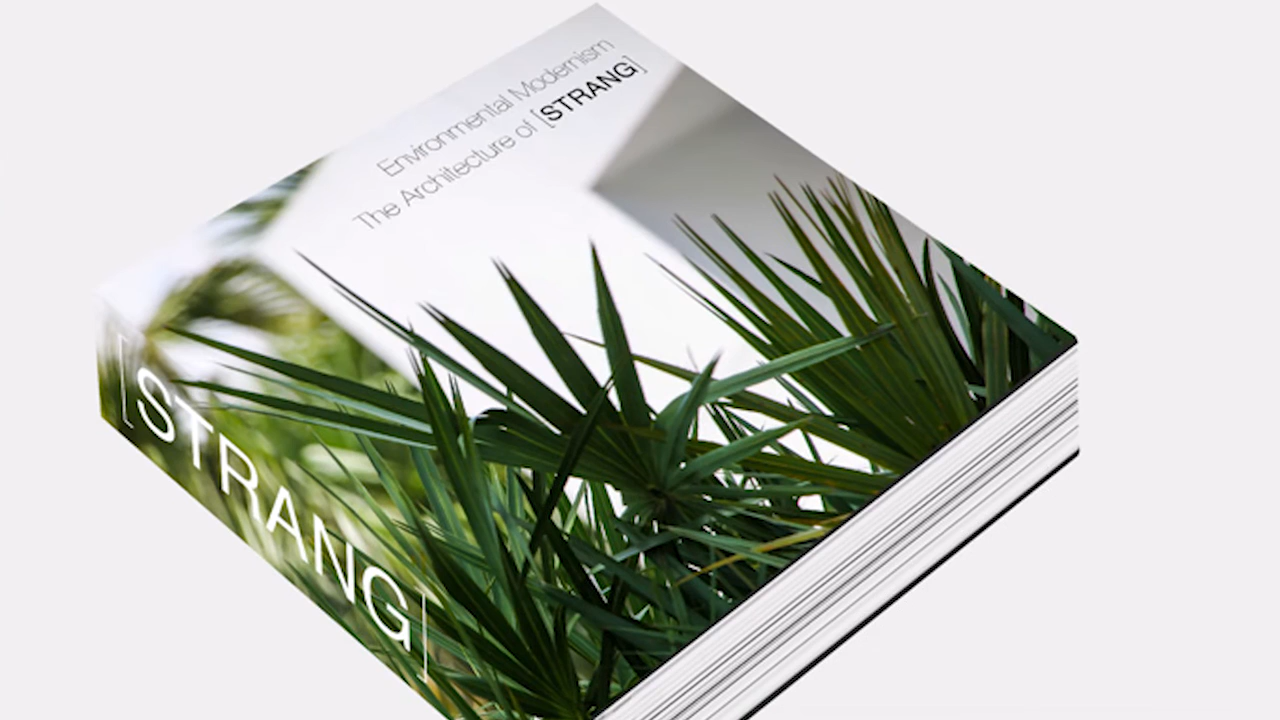 Environmental Modernism
The Architecture of [STRANG]
[STRANG]